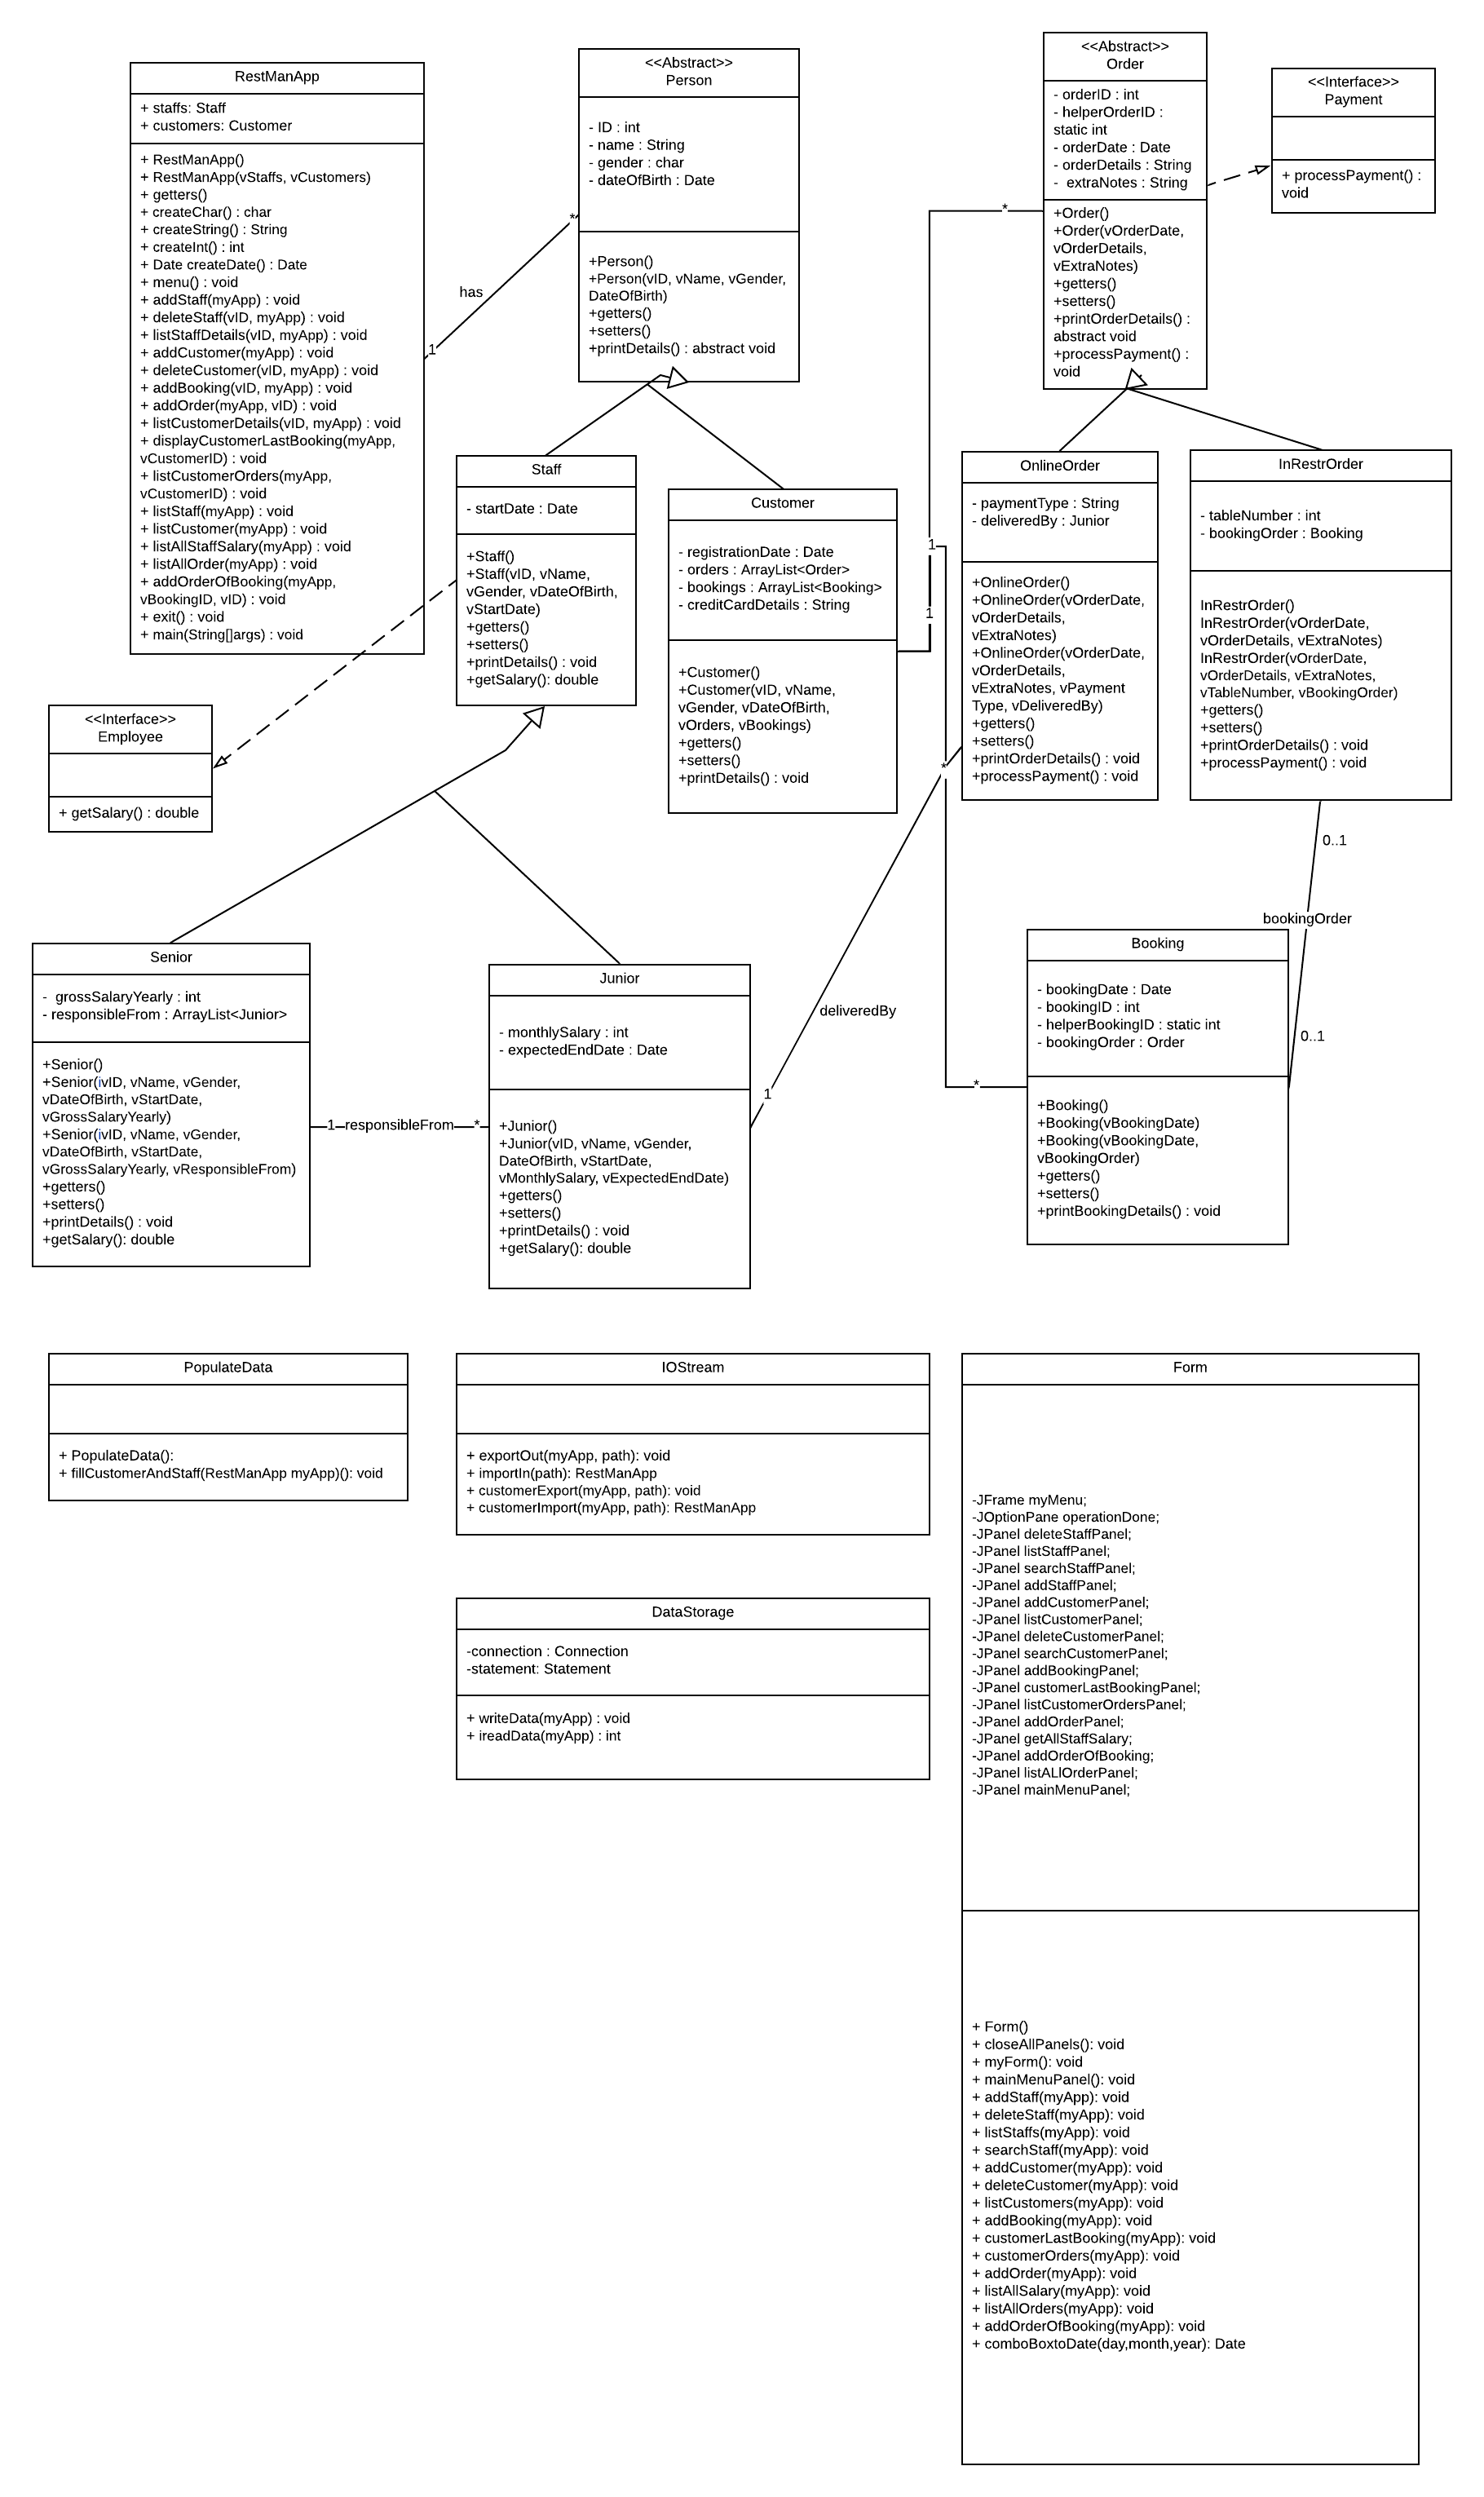 RestManApp
+ staffs: Staff
+ customers: Customer
+ RestManApp()
+ RestManApp(vStaffs, vCustomers)
+ getters()
+ createChar() : char
+ createString() : String
+ createInt() : int
+ Date createDate() : Date
+ menu() : void
+ addStaff(myApp) : void
+ deleteStaff(vID, myApp) : void
+ listStaffDetails(vID, myApp) : void
+ addCustomer(myApp) : void
+ deleteCustomer(vID, myApp) : void
+ addBooking(vID, myApp) : void
+ addOrder(myApp, vID) : void
+ listCustomerDetails(vID, myApp) : void
+ displayCustomerLastBooking(myApp,
vCustomerID) : void
+ listCustomerOrders(myApp,
vCustomerID) : void
+ listStaff(myApp) : void
+ listCustomer(myApp) : void
+ listAllStaffSalary(myApp) : void
+ listAllOrder(myApp) : void
+ addOrderOfBooking(myApp,
vBookingID, vID) : void
+ exit() : void
+ main(String[]args) : void
1
has
*
<<Abstract>>
Person
- ID : int
- name : String
- gender : char
- dateOfBirth : Date
+Person()
+Person(vID, vName, vGender,
DateOfBirth)
+getters()
+setters()
+printDetails() : abstract void
<<Abstract>>
Order
- orderID : int
- helperOrderID :
static int
- orderDate : Date
- orderDetails : String
-  extraNotes : String
+Order()
+Order(vOrderDate,
vOrderDetails,
vExtraNotes)
+getters()
+setters()
+printOrderDetails() :
abstract void
+processPayment() :
void
<<Interface>>
Payment
+ processPayment() :
void
*
1
1
Staff
- startDate : Date
+Staff()
+Staff(vID, vName,
vGender, vDateOfBirth,
vStartDate)
+getters()
+setters()
+printDetails() : void
+getSalary(): double
Customer
- registrationDate : Date
- orders : ArrayList<Order>
- bookings : ArrayList<Booking>
- creditCardDetails : String
+Customer()
+Customer(vID, vName,
vGender, vDateOfBirth,
vOrders, vBookings)
+getters()
+setters()
+printDetails() : void
OnlineOrder
- paymentType : String
- deliveredBy : Junior
+OnlineOrder()
+OnlineOrder(vOrderDate,
vOrderDetails,
vExtraNotes)
+OnlineOrder(vOrderDate,
vOrderDetails,
vExtraNotes, vPayment
Type, vDeliveredBy)
+getters()
+setters()
+printOrderDetails() : void
+processPayment() : void
InRestrOrder
- tableNumber : int
- bookingOrder : Booking
InRestrOrder()
InRestrOrder(vOrderDate,
vOrderDetails, vExtraNotes)
InRestrOrder(vOrderDate,
vOrderDetails, vExtraNotes,
vTableNumber, vBookingOrder)
+getters()
+setters()
+printOrderDetails() : void
+processPayment() : void
<<Interface>>
Employee
+ getSalary() : double
*
0..1
bookingOrder
0..1
deliveredBy
1
*
Senior
-  grossSalaryYearly : int
- responsibleFrom : ArrayList<Junior>
+Senior()
+Senior(ivID, vName, vGender,
vDateOfBirth, vStartDate,
vGrossSalaryYearly)
+Senior(ivID, vName, vGender,
vDateOfBirth, vStartDate,
vGrossSalaryYearly, vResponsibleFrom)
+getters()
+setters()
+printDetails() : void
+getSalary(): double
1
responsibleFrom
*
Junior
- monthlySalary : int
- expectedEndDate : Date
+Junior()
+Junior(vID, vName, vGender,
DateOfBirth, vStartDate,
vMonthlySalary, vExpectedEndDate)
+getters()
+setters()
+printDetails() : void
+getSalary(): double
Booking
- bookingDate : Date
- bookingID : int
- helperBookingID : static int
- bookingOrder : Order
+Booking()
+Booking(vBookingDate)
+Booking(vBookingDate,
vBookingOrder)
+getters()
+setters()
+printBookingDetails() : void
PopulateData
+ PopulateData():
+ fillCustomerAndStaff(RestManApp myApp)(): void
IOStream
+ exportOut(myApp, path): void
+ importIn(path): RestManApp
+ customerExport(myApp, path): void
+ customerImport(myApp, path): RestManApp
DataStorage
-connection : Connection
-statement: Statement
+ writeData(myApp) : void
+ ireadData(myApp) : int
Form
-JFrame myMenu;
-JOptionPane operationDone;
-JPanel deleteStaffPanel;
-JPanel listStaffPanel;
-JPanel searchStaffPanel;
-JPanel addStaffPanel;
-JPanel addCustomerPanel;
-JPanel listCustomerPanel;
-JPanel deleteCustomerPanel;
-JPanel searchCustomerPanel;
-JPanel addBookingPanel;
-JPanel customerLastBookingPanel;
-JPanel listCustomerOrdersPanel;
-JPanel addOrderPanel;
-JPanel getAllStaffSalary;
-JPanel addOrderOfBooking;
-JPanel listALlOrderPanel;
-JPanel mainMenuPanel;
+ Form()
+ closeAllPanels(): void
+ myForm(): void
+ mainMenuPanel(): void
+ addStaff(myApp): void
+ deleteStaff(myApp): void
+ listStaffs(myApp): void
+ searchStaff(myApp): void
+ addCustomer(myApp): void
+ deleteCustomer(myApp): void
+ listCustomers(myApp): void
+ addBooking(myApp): void
+ customerLastBooking(myApp): void
+ customerOrders(myApp): void
+ addOrder(myApp): void
+ listAllSalary(myApp): void
+ listAllOrders(myApp): void
+ addOrderOfBooking(myApp): void
+ comboBoxtoDate(day,month,year): Date